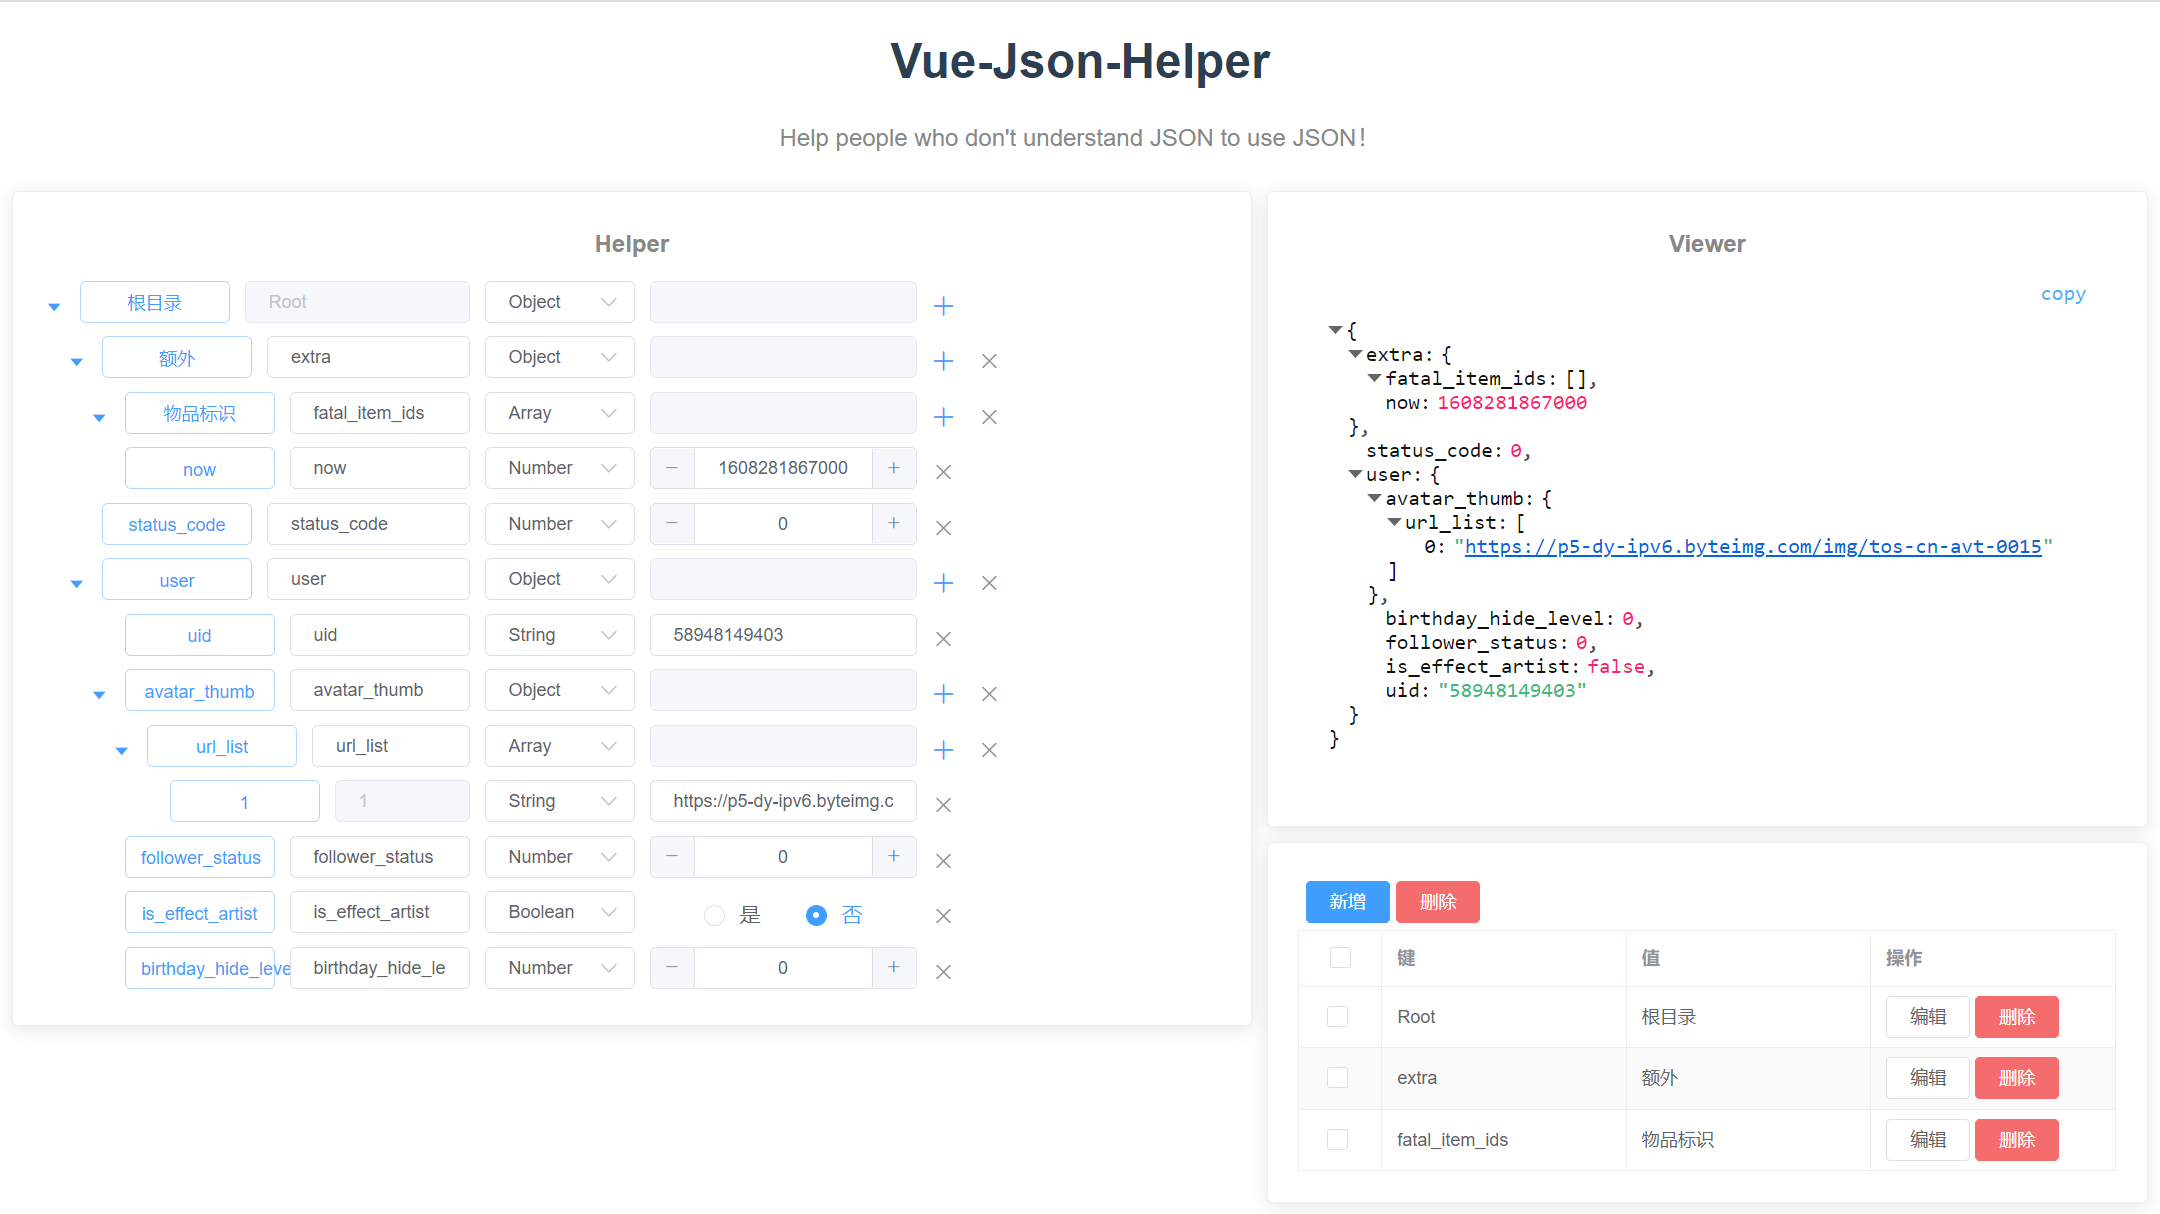 Vue-Json-Helper
Help people who don't understand JSON to use JSON！
Helper
根目录 Root Object
额外 extra Object
物品标识 fatal_item_ids Array
now now Number 1608281867000
status_code status_code Number 0
user user Object
uid uid String 58948149403
avatar_thumb avatar_thumb Object
url_list url_list Array
1 1 String https://p5-dy-ipv6.byteimg.c
follower_status follower_status Number 0
is_effect_artist is_effect_artist Boolean 是 否
birthday_hide_leve birthday_hide_le Number 0
Viewer
copy
{
extra: {
fatal_item_ids: [],
now: 1608281867000
},
status_code: 0,
user: {
avatar_thumb: {
url_list: [
0: "https://p5-dy-ipv6.byteimg.com/img/tos-cn-avt-0015"
]
},
birthday_hide_level: 0,
follower_status: 0,
is_effect_artist: false,
uid: "58948149403"
}
}
新增 删除
键 值 操作
Root 根目录 编辑 删除
extra 额外 编辑 删除
fatal_item_ids 物品标识 编辑 删除